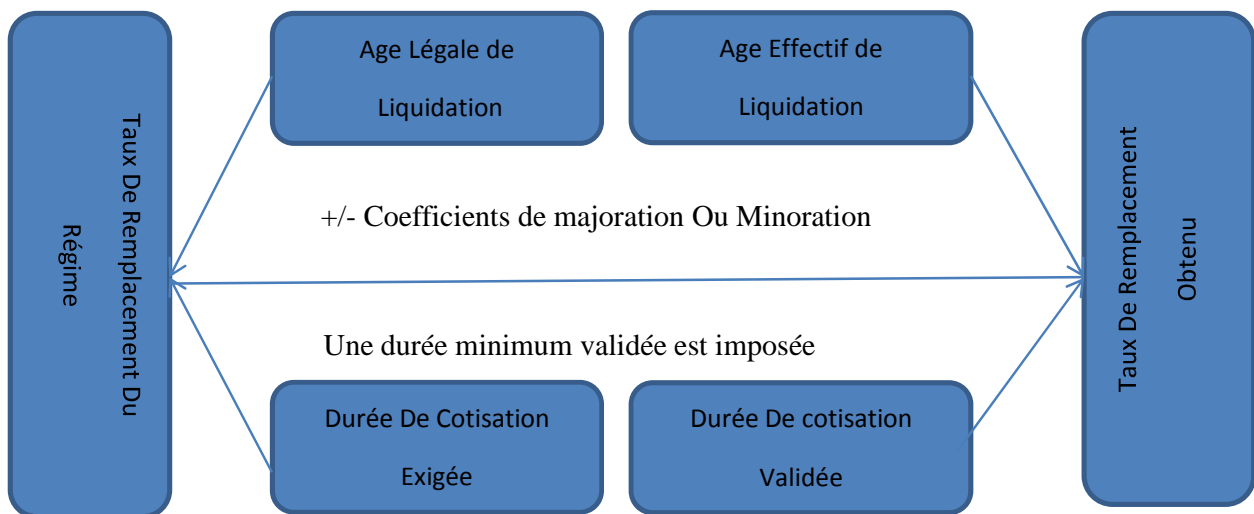 Taux De Remplacement Du
Régime
Age Légale de
Liquidation
Age Effectif de
Liquidation
+/- Coefficients de majoration Ou Minoration
Une durée minimum validée est imposée
Durée De Cotisation
Exigée
Durée De cotisation
Validée
Taux De Remplacement
Obtenu